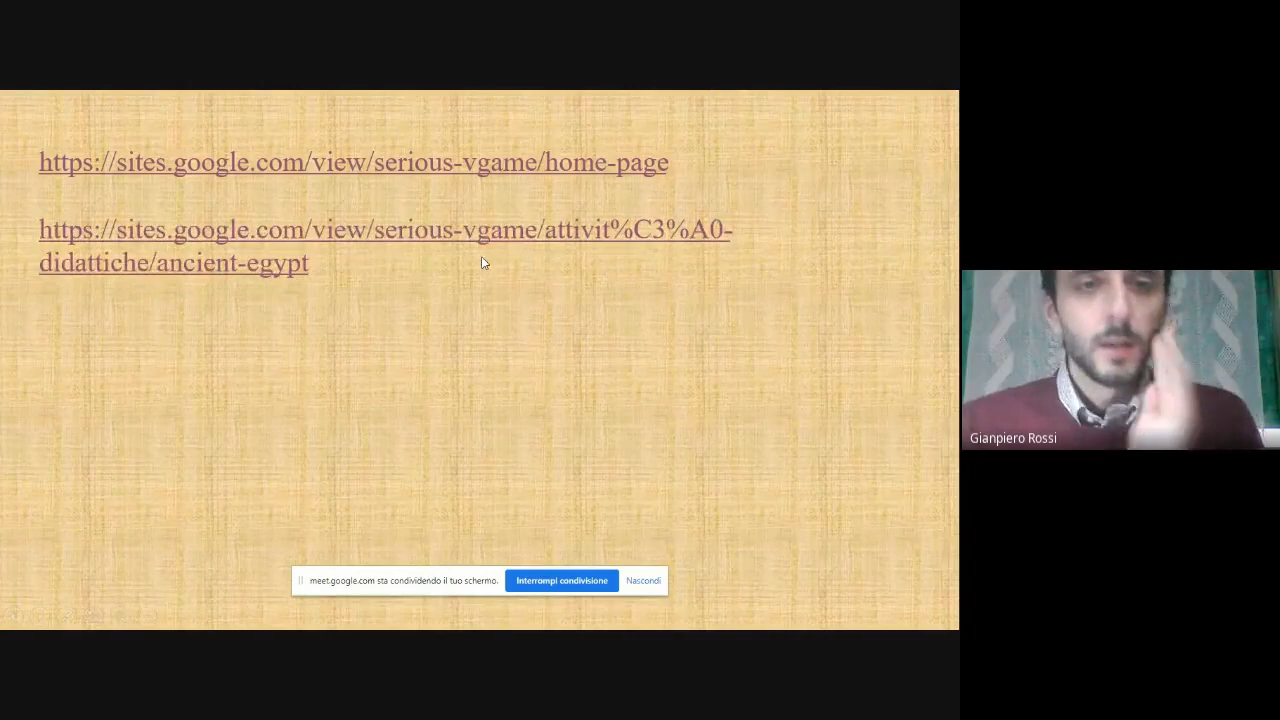 https://sites.google.com/view/serious-vgame/home-page
https://sites.google.com/view/serious-vgame/attivit%C3%A0-
didattiche/ancient-egypt
Gianpiero Rossi
meet.google.com sta condividendo il tuo schermo. Interrompi condivisione Nascondi